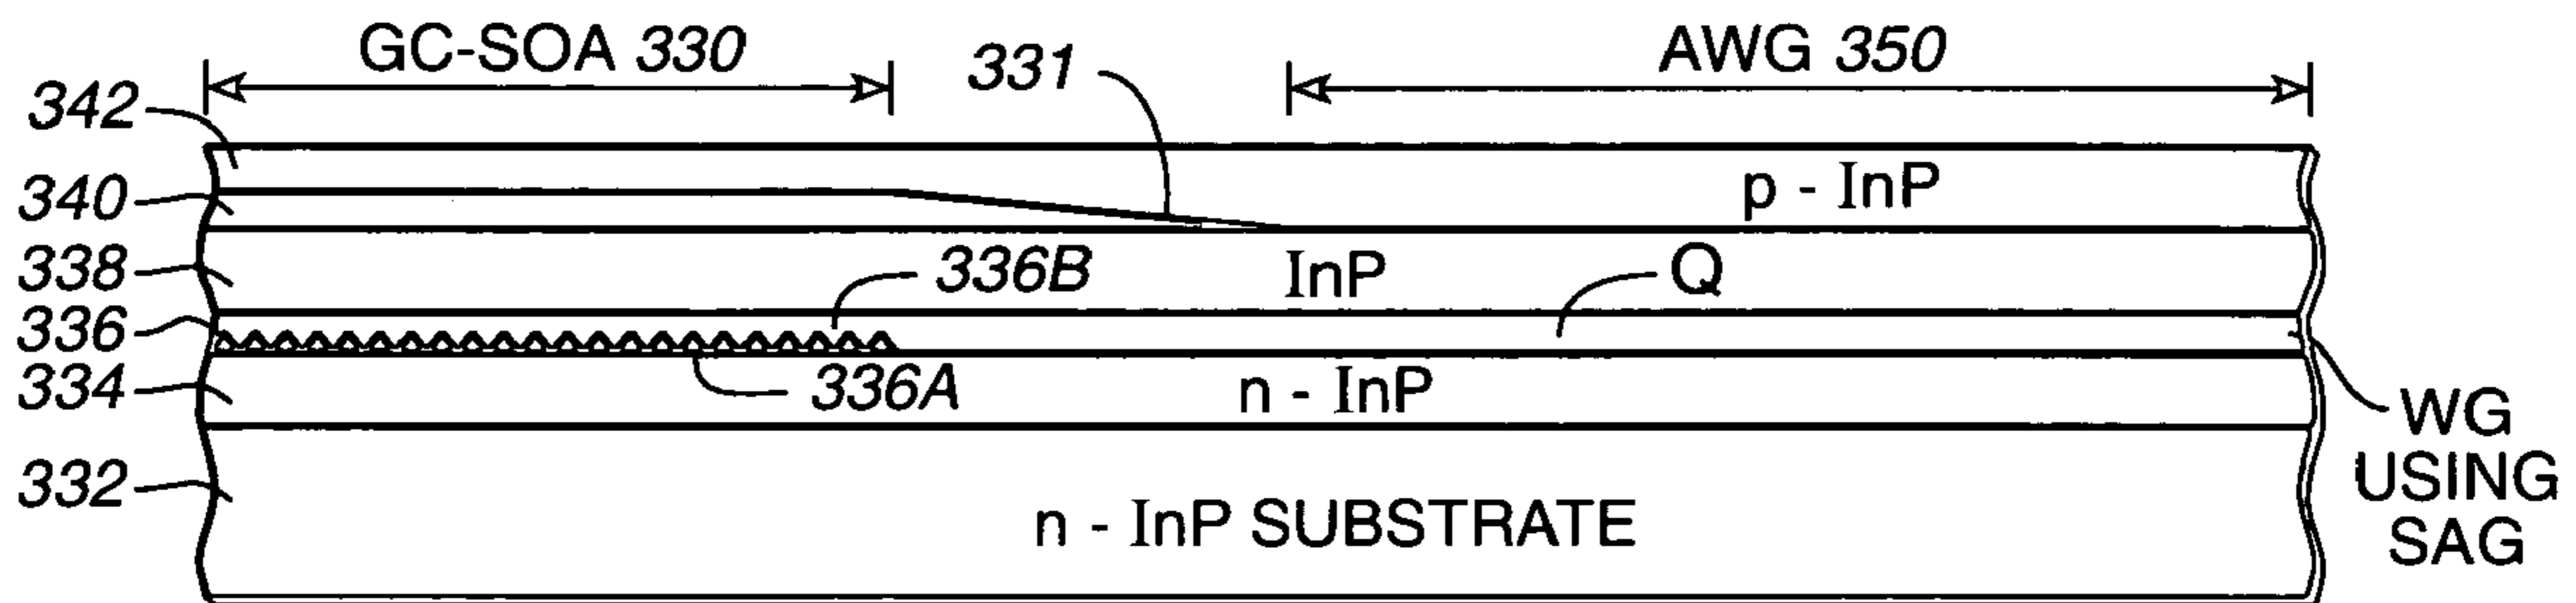 GC-SOA 330
331
AWG 350
342
p - InP
340
338
336B
InP
Q
336
334
336A
n - InP
WG
USING
SAG
332
n - InP SUBSTRATE